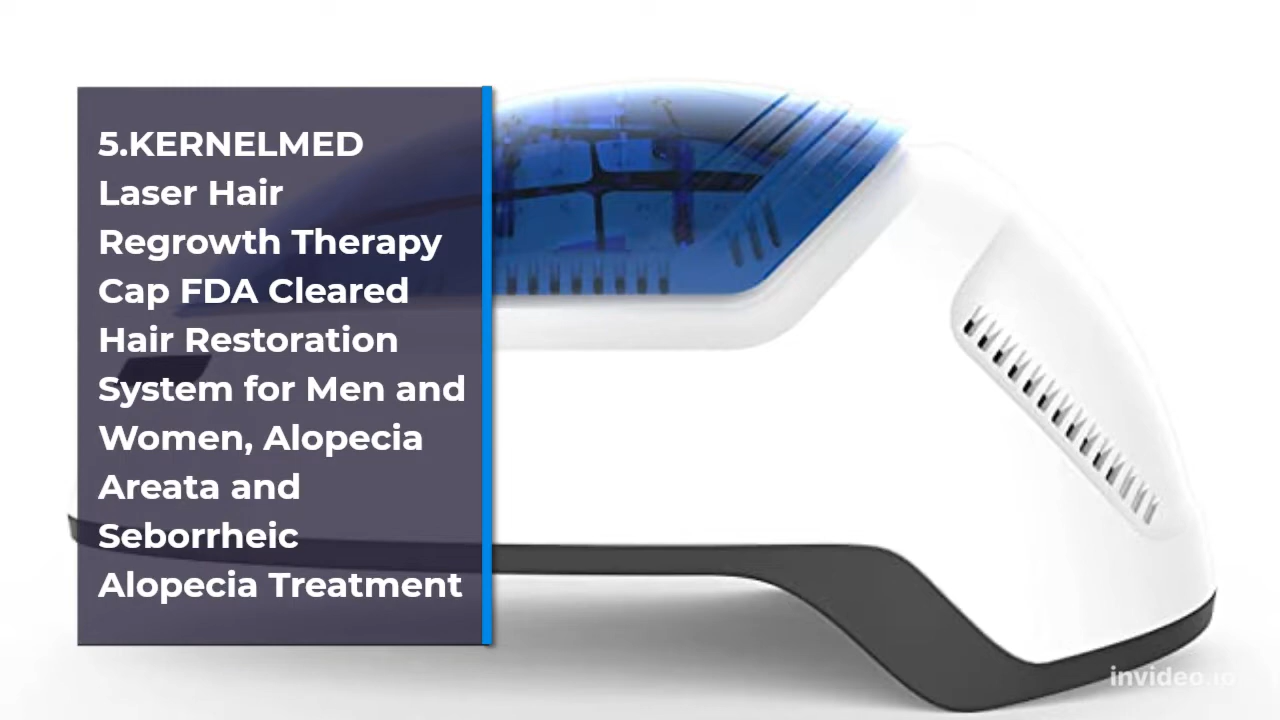 5.KERNELMED
Laser Hair
Regrowth Therapy
Cap FDA Cleared
Hair Restoration
System for Men and
Women, Alopecia
Areata and
Seborrheic
Alopecia Treatment
invideo.io